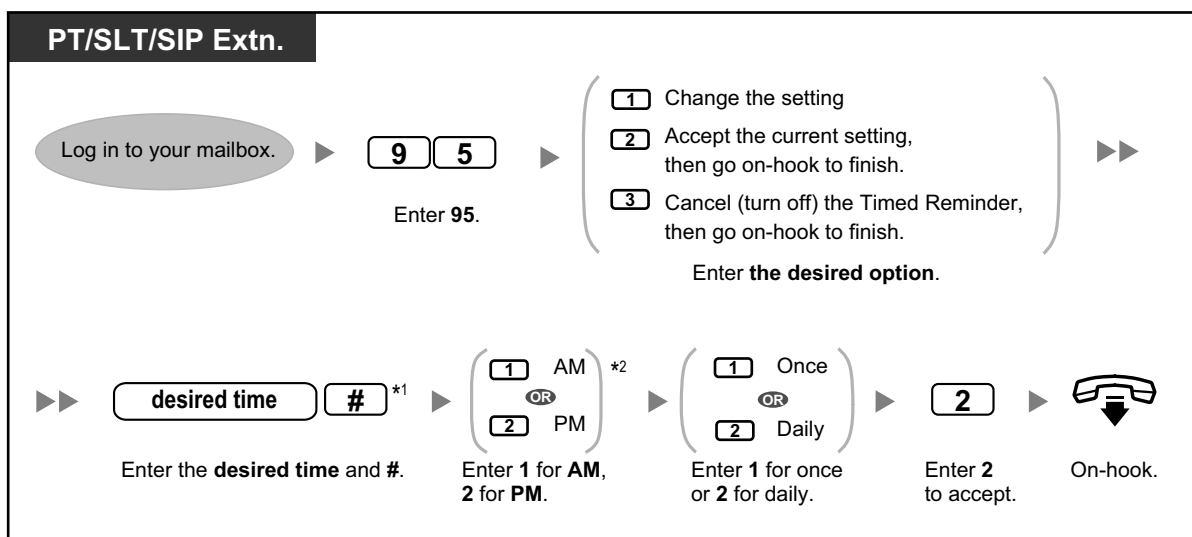 PT/SLT/SIP Extn.
Log in to your mailbox.
9 5
Enter 95.
1 Change the setting
2 Accept the current setting,
then go on-hook to finish.
3 Cancel (turn off) the Timed Reminder,
then go on-hook to finish.
Enter the desired option.
desired time # *1
Enter the desired time and #.
1 AM *2
OR
2 PM
Enter 1 for AM,
2 for PM.
1 Once
OR
2 Daily
Enter 1 for once
or 2 for daily.
2
Enter 2
to accept.
On-hook.